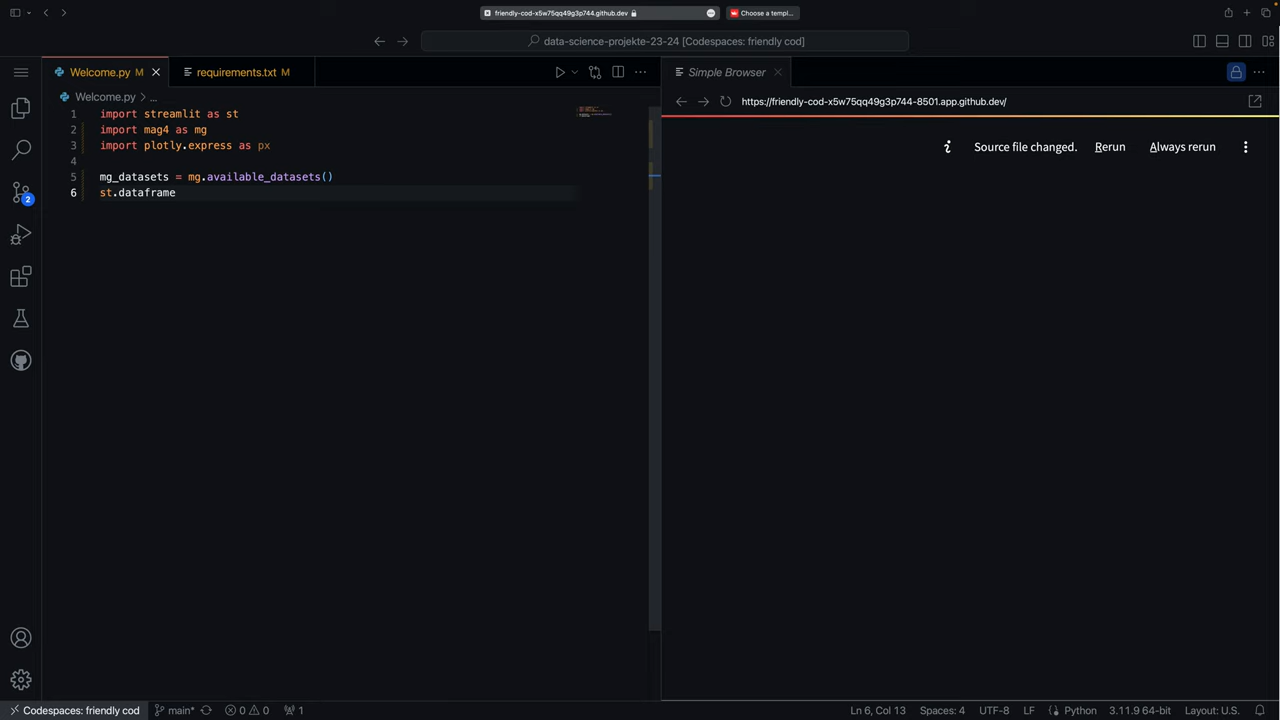 friendly-cod-x5w75qq49g3p744.github.dev
Choose a templ...
data-science-projekte-23-24 [Codespaces: friendly cod]
Welcome.py M
requirements.txt M
Simple Browser
Welcome.py > ...
https://friendly-cod-x5w75qq49g3p744-8501.app.github.dev/
1 import streamlit as st
2 import mag4 as mg
3 import plotly.express as px
4
5 mg_datasets = mg.available_datasets()
6 st.dataframe
Source file changed. Rerun Always rerun
2
Codespaces: friendly cod main* 0 0 1
Ln 6, Col 13 Spaces: 4 UTF-8 LF Python 3.11.9 64-bit Layout: U.S.